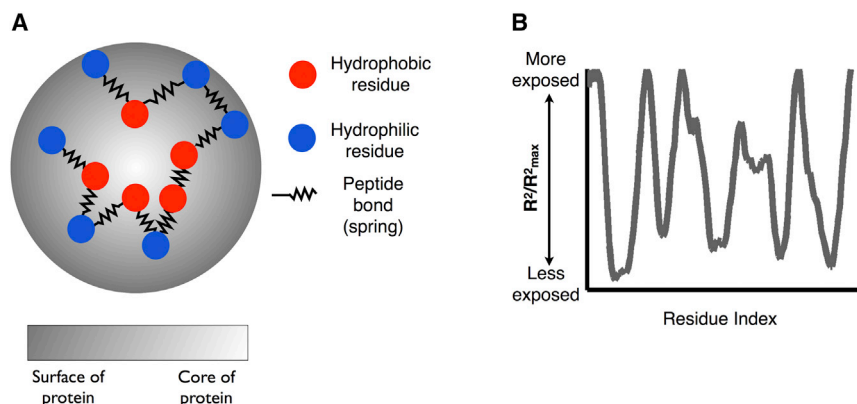 A
Hydrophobic
residue
Hydrophilic
residue
Peptide
bond
(spring)
Surface of
protein
Core of
protein
B
More
exposed
R²/R²max
Less
exposed
Residue Index